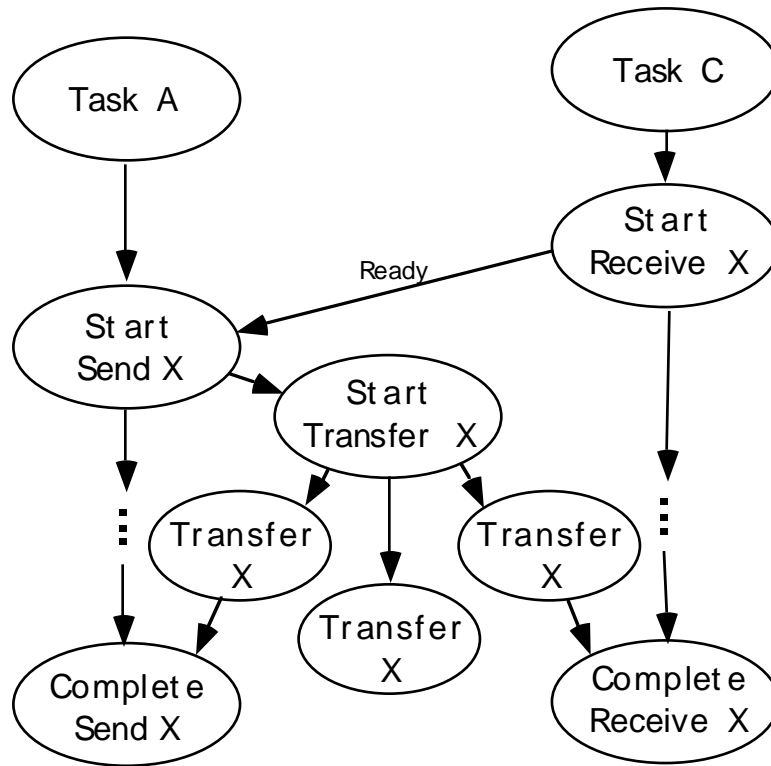 Task A
Task C
Start
Receive X
Ready
Start
Send X
Start
Transfer X
Transfer
X
Transfer
X
Transfer
X
Complete
Send X
Complete
Receive X